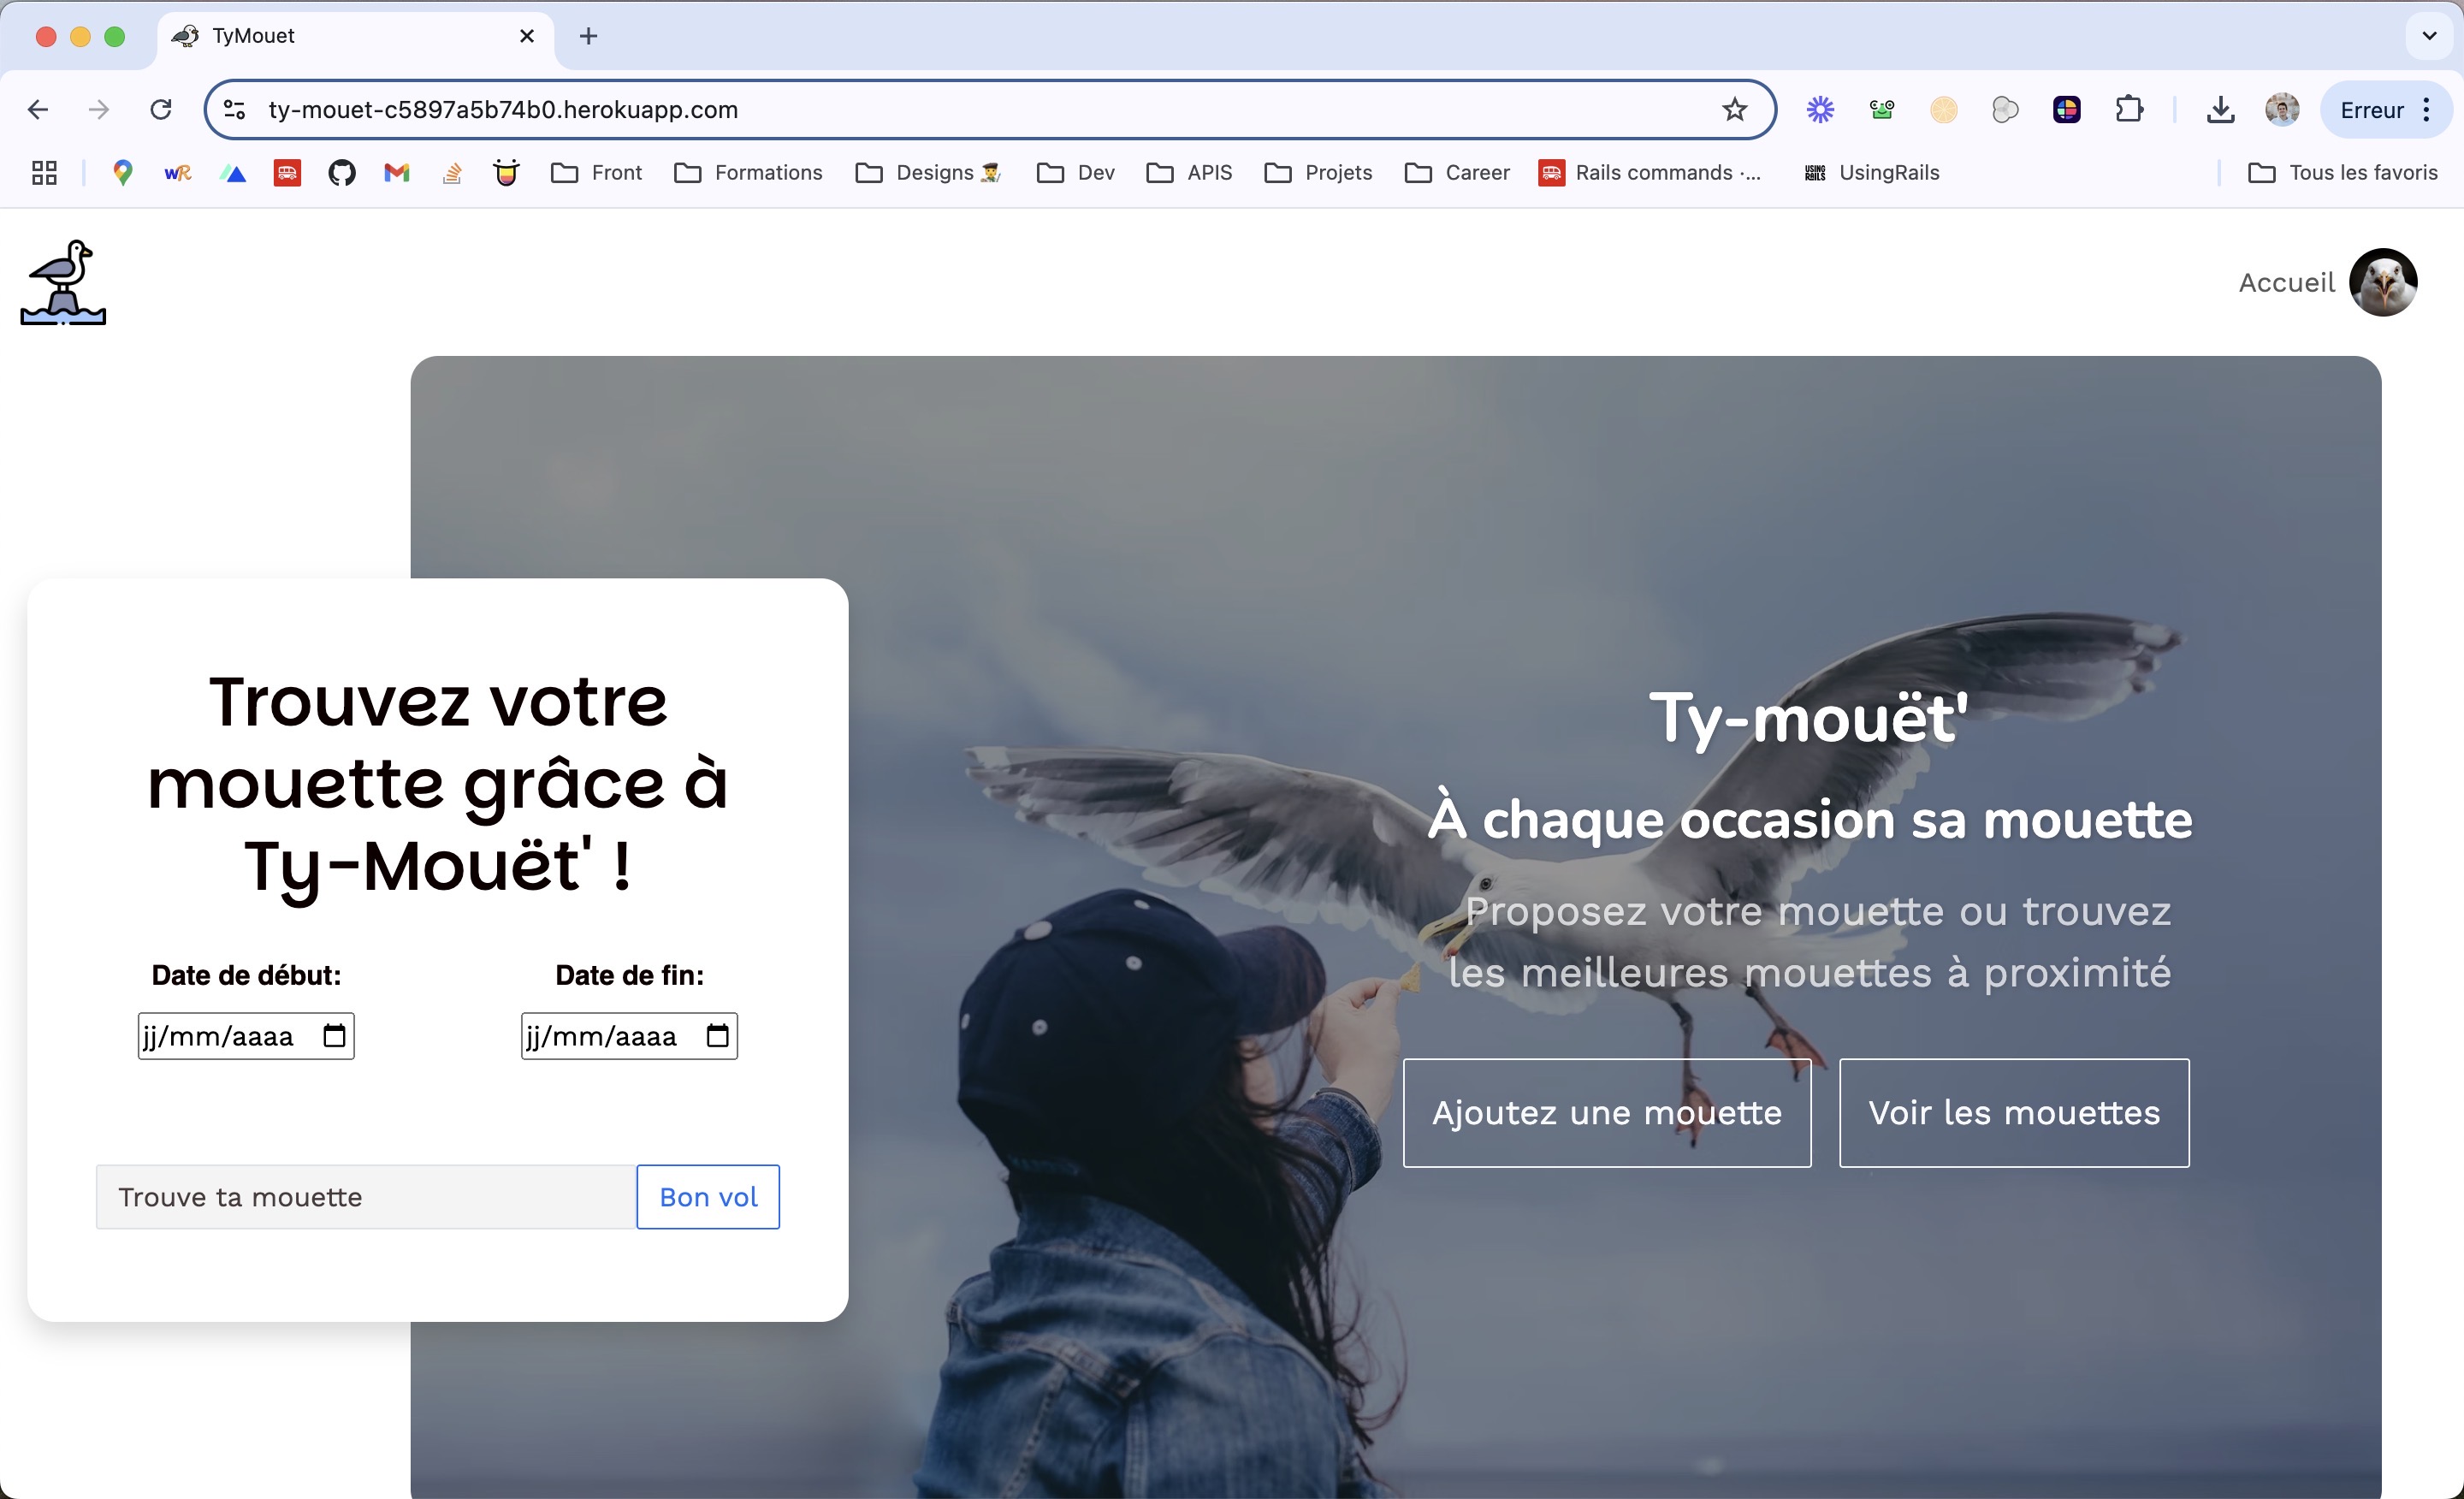 TyMouet
ty-mouet-c5897a5b74b0.herokuapp.com
Erreur
wR
Front
Formations
Designs
Dev
APIS
Projets
Career
Rails commands ·...
USING RAILS
UsingRails
Tous les favoris
Accueil
Trouvez votre
mouette grâce à
Ty-Mouët' !
Date de début:
Date de fin:
jj/mm/aaaa
jj/mm/aaaa
Trouve ta mouette
Bon vol
Ty-mouët'
À chaque occasion sa mouette
Proposez votre mouette ou trouvez
les meilleures mouettes à proximité
Ajoutez une mouette
Voir les mouettes